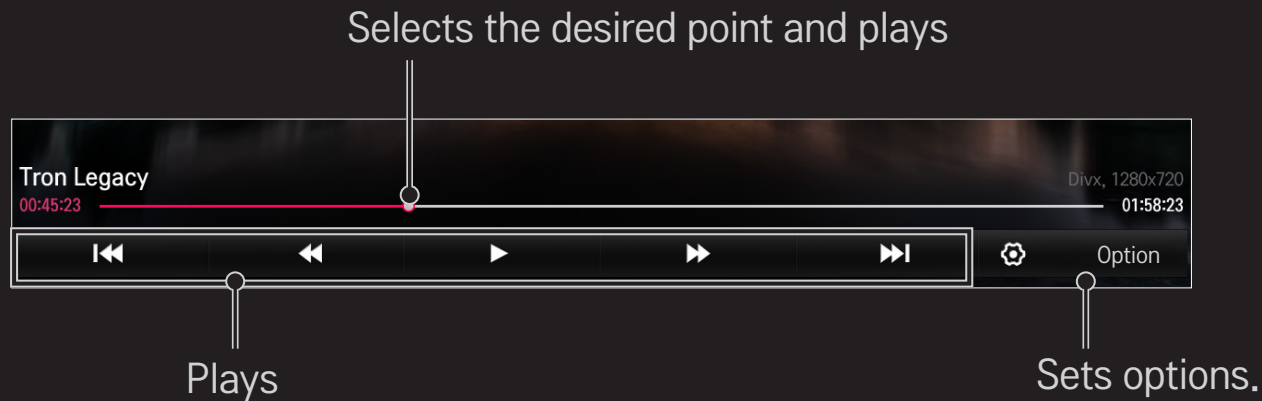 Selects the desired point and plays
Tron Legacy
Divx, 1280x720
00:45:23
01:58:23
Option
Plays
Sets options.